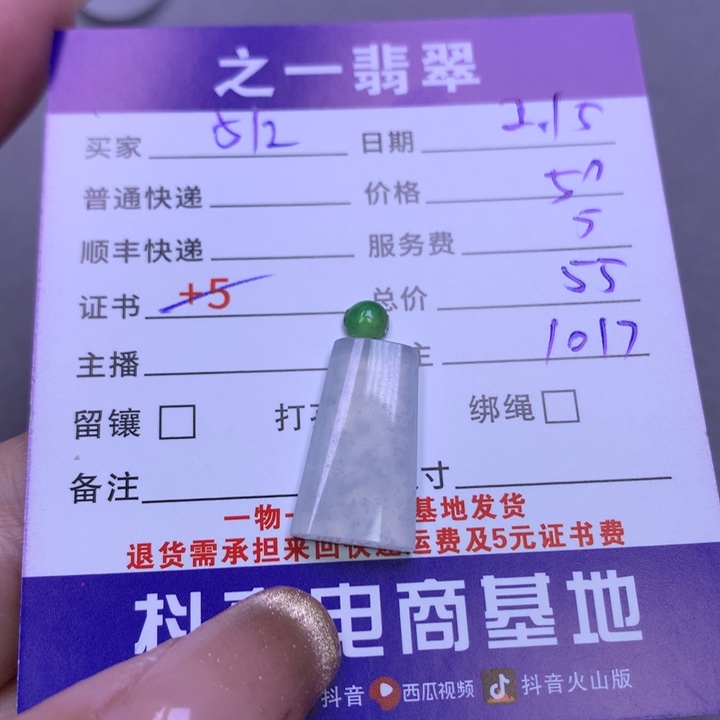 之一翡翠
买家 812 日期 2.15
普通快递 价格 50
顺丰快递 服务费 5
证书 +5 总价 55
主播 主 1017
留镶 □ 打 绑绳 □
备注 寸
一物一 基地发货
退货需承担来回快递运费及5元证书费
抖音电商基地
抖音 西瓜视频 抖音火山版